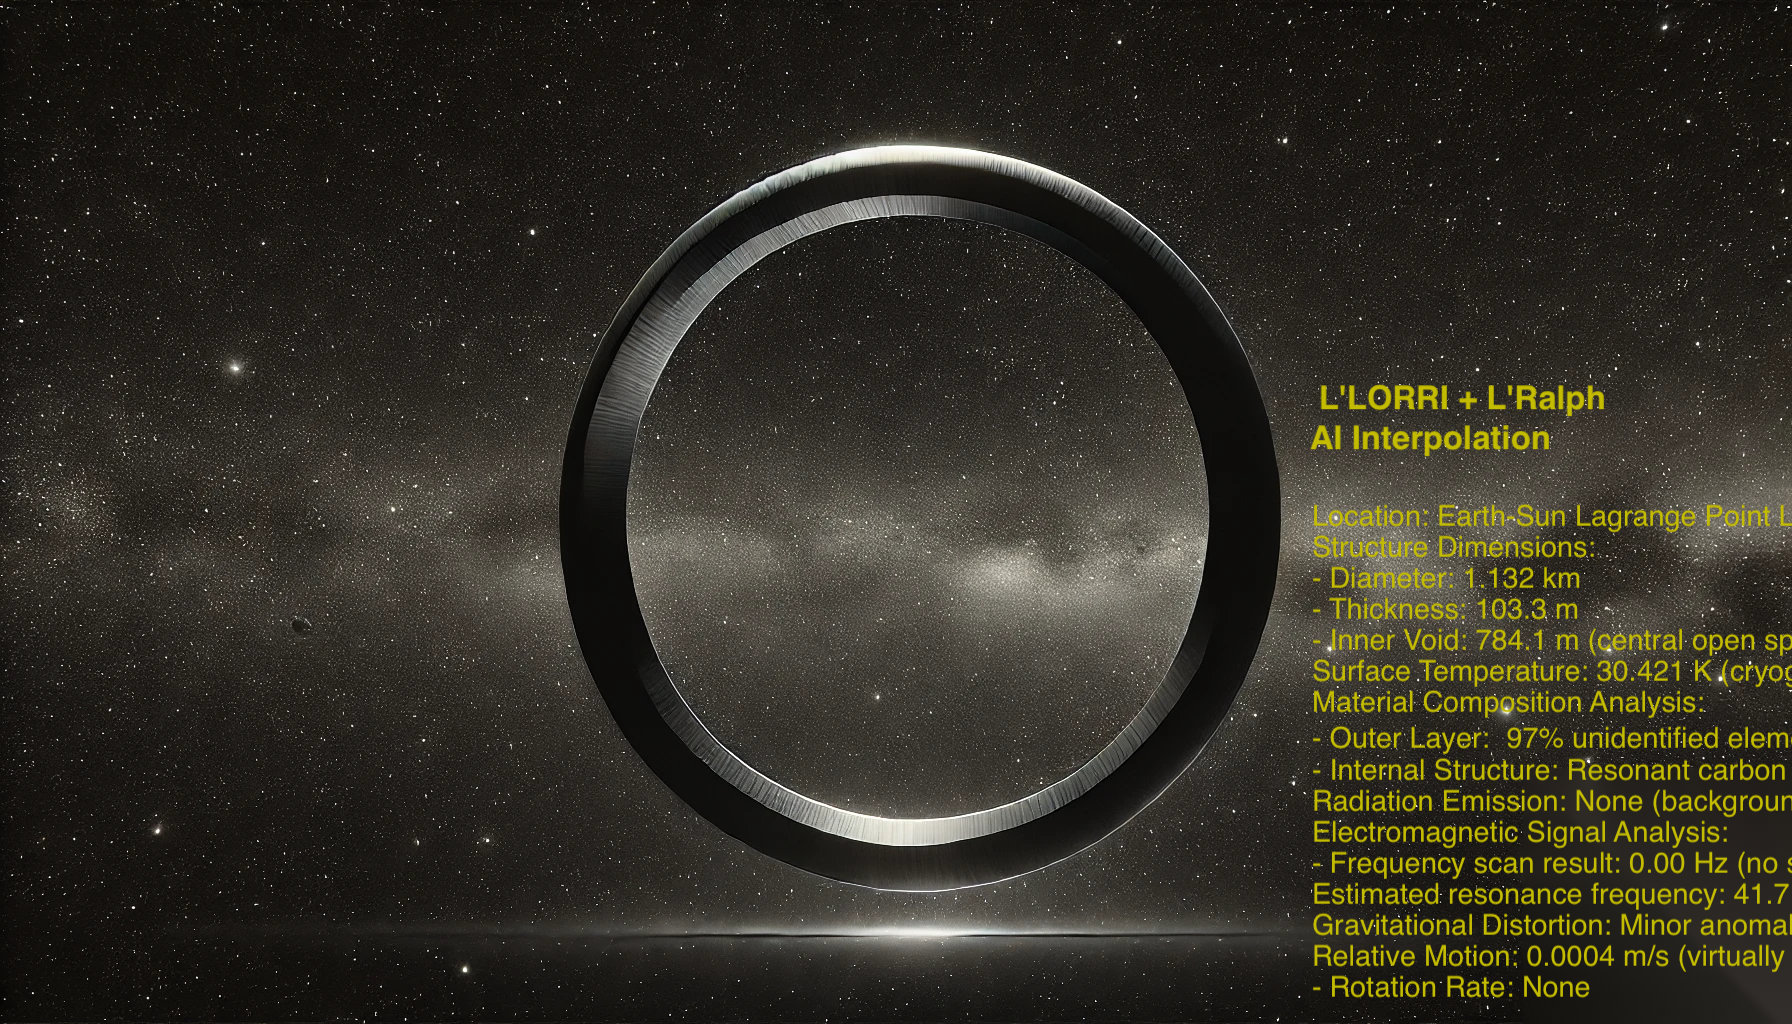 L'LORRI + L'Ralph
AI Interpolation
Location: Earth-Sun Lagrange Point L
Structure Dimensions:
- Diameter: 1.132 km
- Thickness: 103.3 m
- Inner Void: 784.1 m (central open sp
Surface Temperature: 30.421 K (cryog
Material Composition Analysis:
- Outer Layer:  97% unidentified eleme
- Internal Structure: Resonant carbon
Radiation Emission: None (backgroun
Electromagnetic Signal Analysis:
- Frequency scan result: 0.00 Hz (no s
Estimated resonance frequency: 41.7
Gravitational Distortion: Minor anomal
Relative Motion: 0.0004 m/s (virtually
- Rotation Rate: None